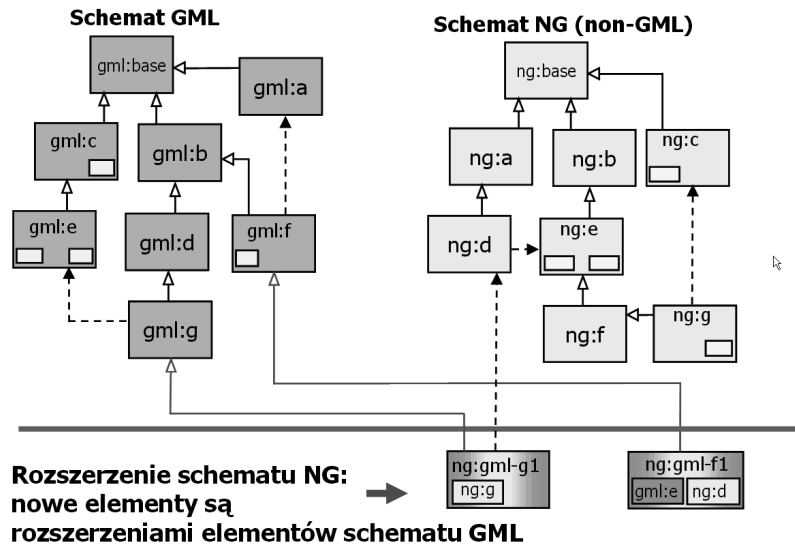 Schemat GML
Schemat NG (non-GML)
gml:base
gml:a
gml:c
gml:b
gml:e
gml:d
gml:f
gml:g
ng:base
ng:a
ng:b
ng:c
ng:d
ng:e
ng:f
ng:g
Rozszerzenie schematu NG:
nowe elementy są
rozszerzeniami elementów schematu GML
ng:gml-g1
ng:g
ng:gml-f1
gml:e
ng:d